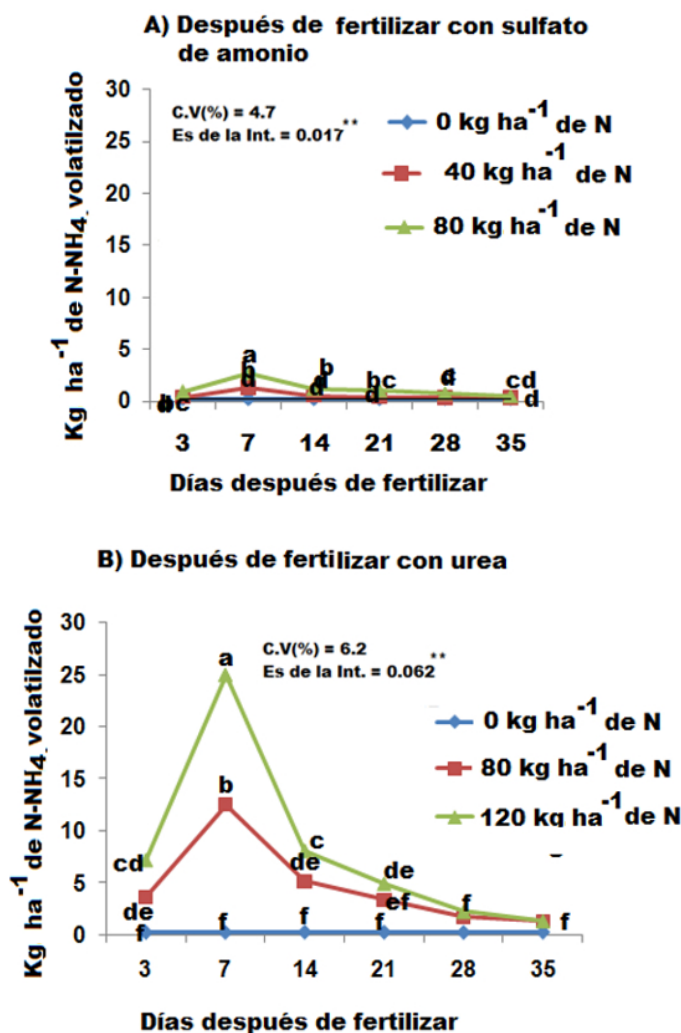 A) Después de fertilizar con sulfato
de amonio
C.V(%) = 4.7
Es de la Int. = 0.017**
0 kg ha-1 de N
40 kg ha-1 de N
80 kg ha-1 de N
Kg ha-1 de N-NH4 volatilzado
30
25
20
15
10
5
0
a
b
b
bc
c
cd
d
d
d
d
bc
3 7 14 21 28 35
Días después de fertilizar
B) Después de fertilizar con urea
C.V(%) = 6.2
Es de la Int. = 0.062**
0 kg ha-1 de N
80 kg ha-1 de N
120 kg ha-1 de N
Kg ha-1 de N-NH4 volatilzado
30
25
20
15
10
5
0
a
b
cd c
de de de
ef
f f f f f f
3 7 14 21 28 35
Días después de fertilizar